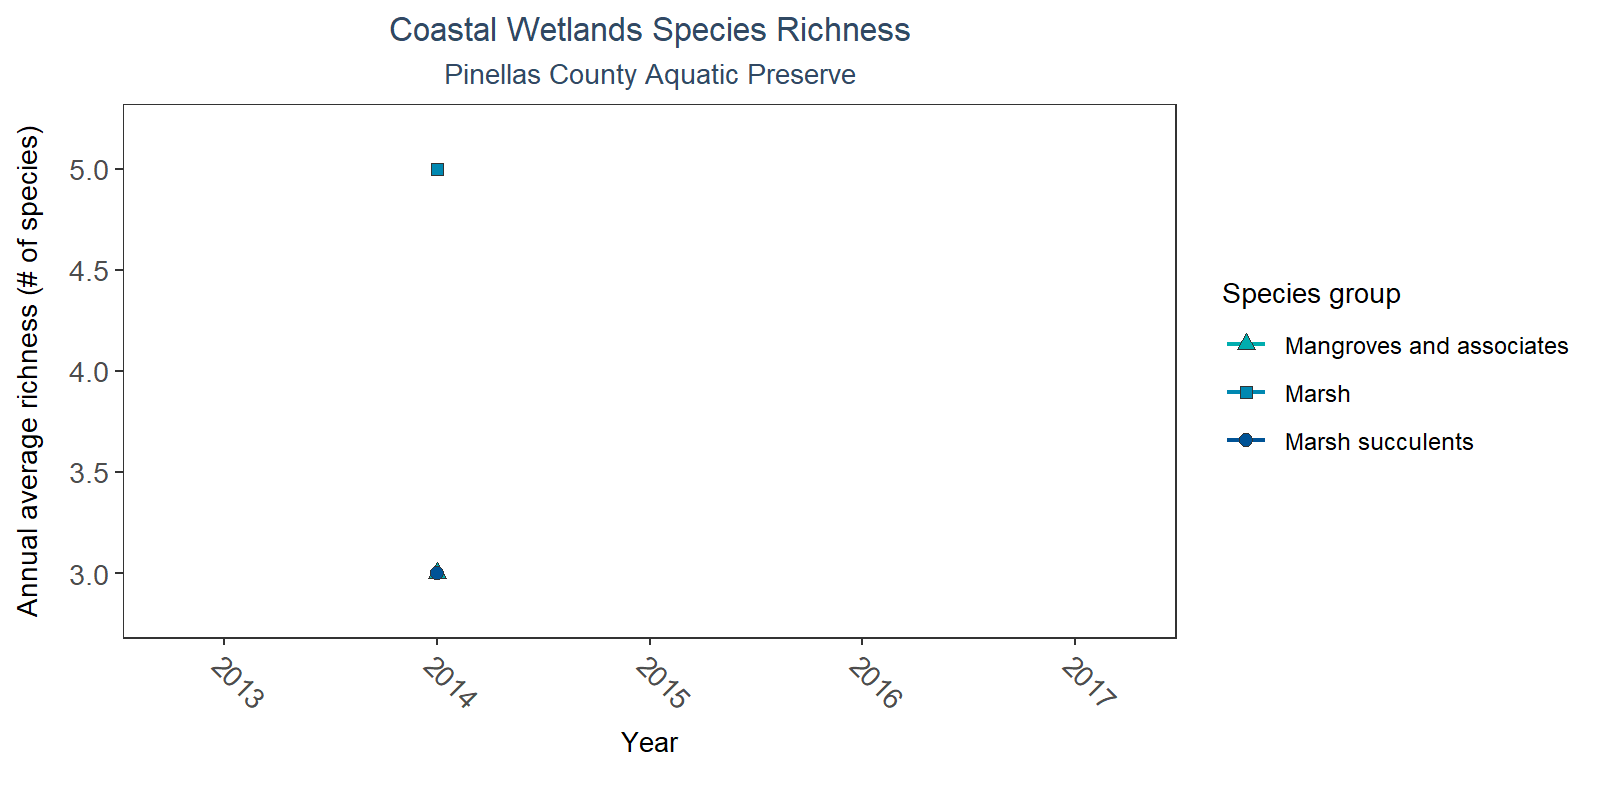 Coastal Wetlands Species Richness
Pinellas County Aquatic Preserve
Annual average richness (# of species)
5.0
4.5
4.0
3.5
3.0
2013
2014
2015
2016
2017
Year
Species group
Mangroves and associates
Marsh
Marsh succulents